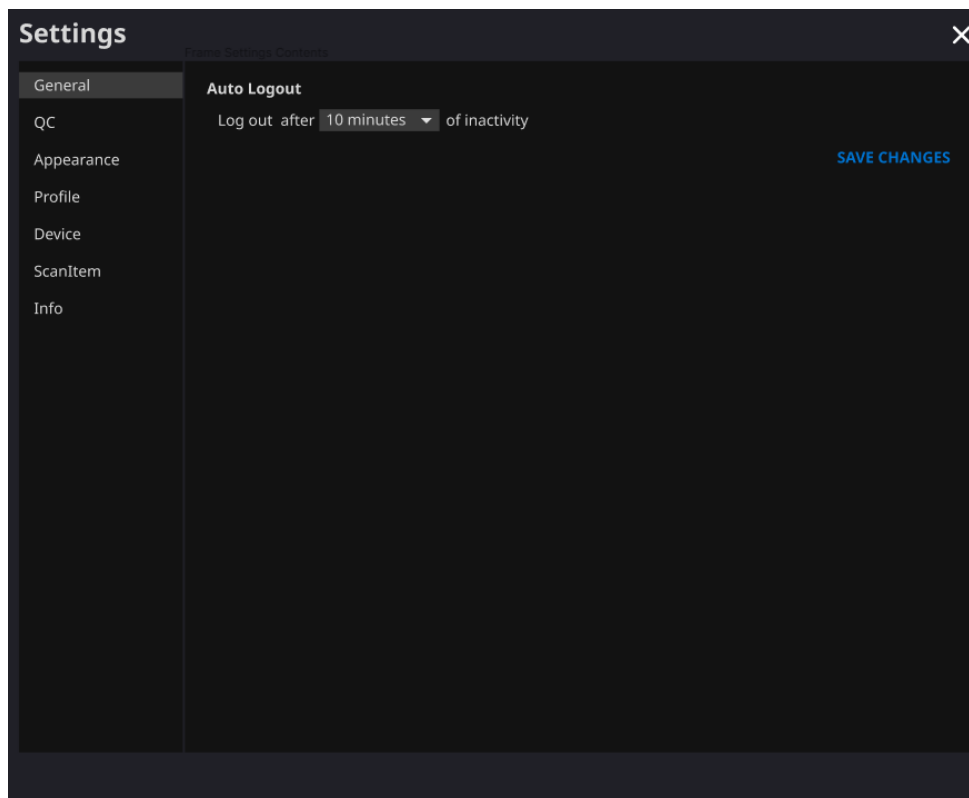 Settings
Frame Settings Contents
General
QC
Appearance
Profile
Device
ScanItem
Info
Auto Logout
Log out after 10 minutes of inactivity
SAVE CHANGES